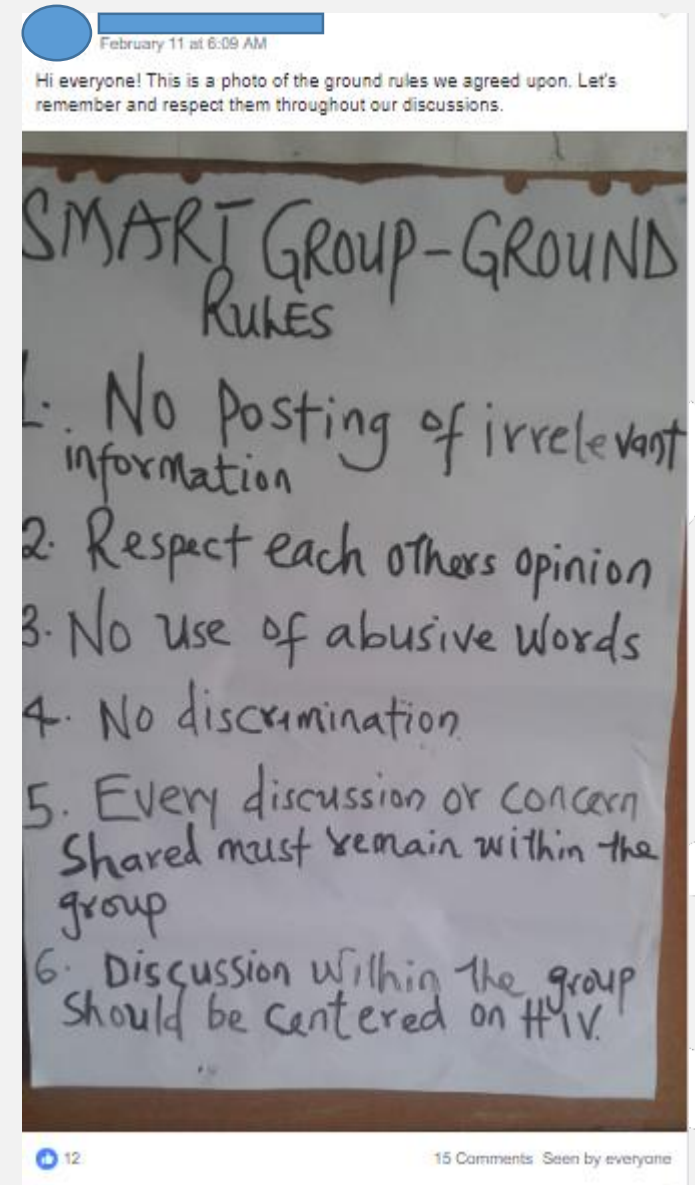 February 11 at 6:09 AM
Hi everyone! This is a photo of the ground rules we agreed upon. Let's
remember and respect them throughout our discussions.
SMART GROUP-GROUND
RULES
1. No posting of irrelevant
information
2. Respect each others opinion
3. No use of abusive words
4. No discrimination
5. Every discussion or concern
Shared must remain within the
group
6. Discussion within the group
Should be centered on HIV.
12
15 Comments Seen by everyone